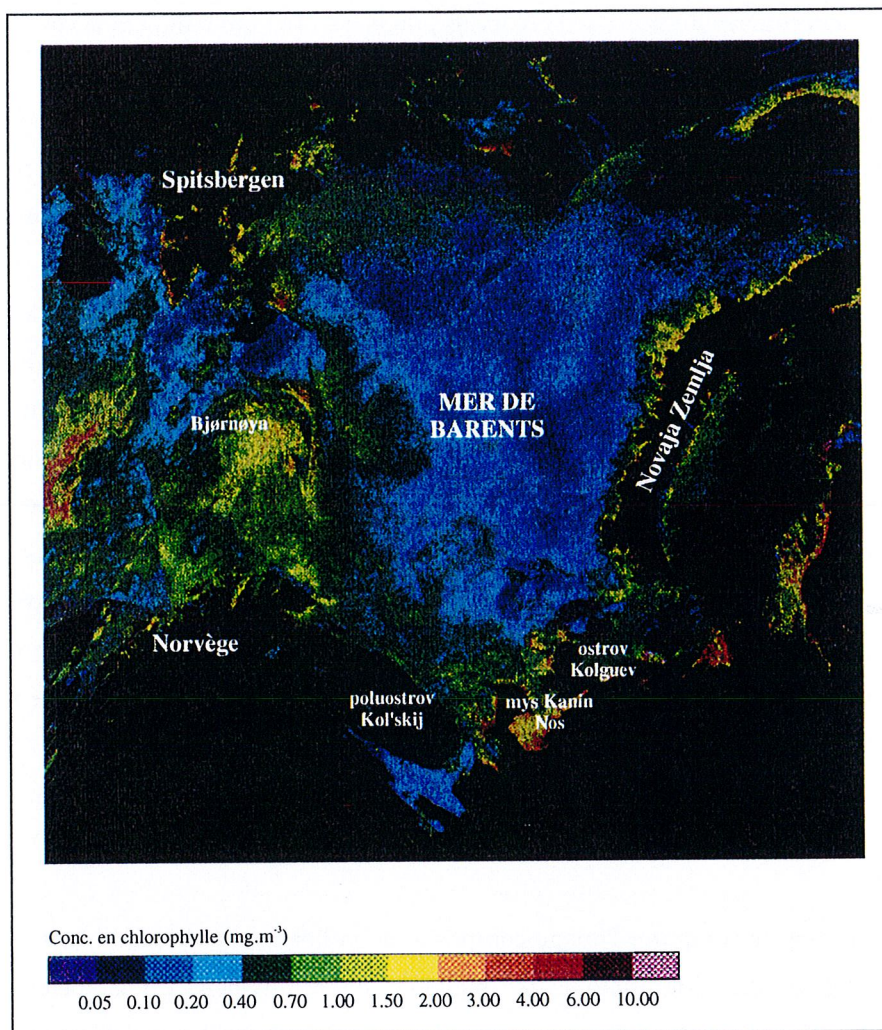 Spitsbergen
MER DE
BARENTS
Novaja Zemlja
Bjørnøya
Norvège
ostrov
Kolguev
poluostrov
Kol'skij
mys Kanin
Nos
Conc. en chlorophylle (mg.m⁻³)
0.05 0.10 0.20 0.40 0.70 1.00 1.50 2.00 3.00 4.00 6.00 10.00